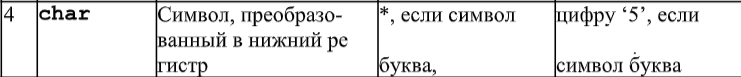 4 char Символ, преобразо- *, если символ цифру ‘5’, если
ванный в нижний ре
гистр буква, символ буква